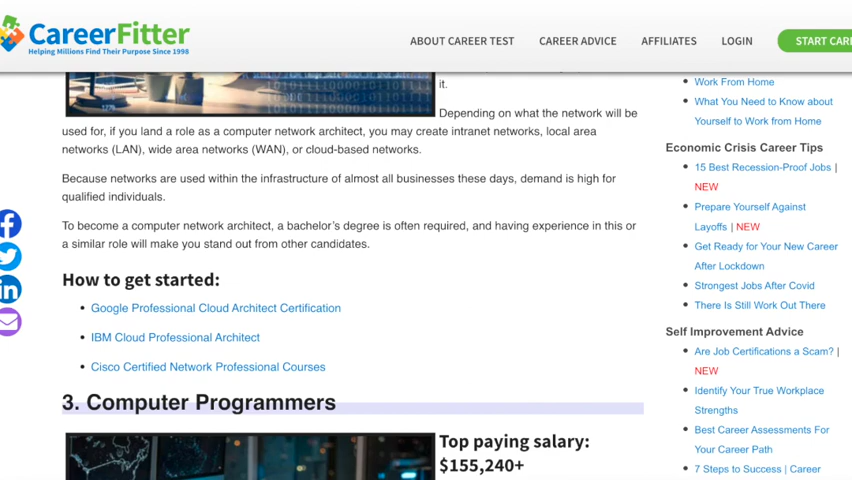 CareerFitter
Helping Millions Find Their Purpose Since 1998
ABOUT CAREER TEST
CAREER ADVICE
AFFILIATES
LOGIN
START CAR
it.
Depending on what the network will be
used for, if you land a role as a computer network architect, you may create intranet networks, local area
networks (LAN), wide area networks (WAN), or cloud-based networks.
Because networks are used within the infrastructure of almost all businesses these days, demand is high for
qualified individuals.
To become a computer network architect, a bachelor's degree is often required, and having experience in this or
a similar role will make you stand out from other candidates.
How to get started:
• Google Professional Cloud Architect Certification
• IBM Cloud Professional Architect
• Cisco Certified Network Professional Courses
3. Computer Programmers
Top paying salary:
$155,240+
Work From Home
• What You Need to Know about
Yourself to Work from Home
Economic Crisis Career Tips
• 15 Best Recession-Proof Jobs |
NEW
• Prepare Yourself Against
Layoffs | NEW
• Get Ready for Your New Career
After Lockdown
• Strongest Jobs After Covid
• There Is Still Work Out There
Self Improvement Advice
• Are Job Certifications a Scam? |
NEW
• Identify Your True Workplace
Strengths
• Best Career Assessments For
Your Career Path
• 7 Steps to Success | Career